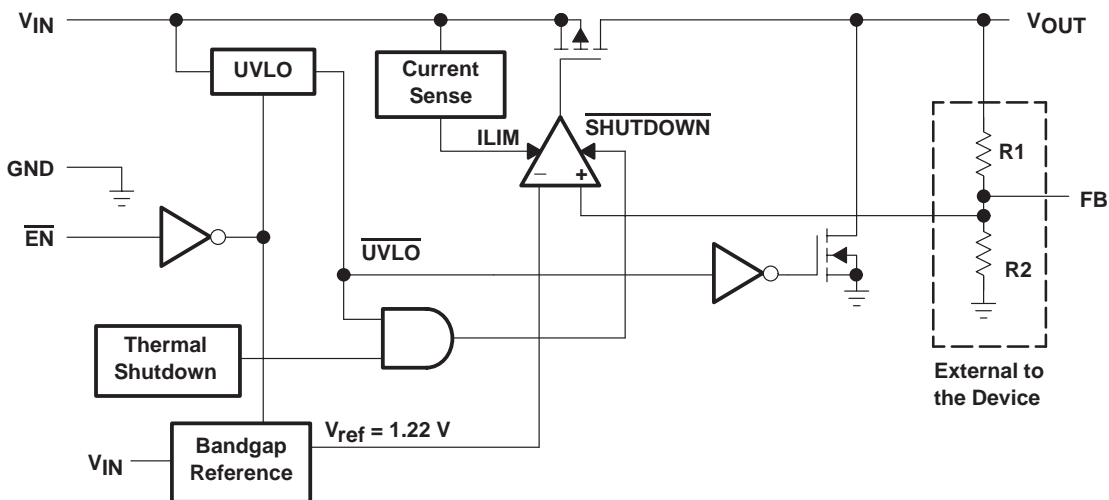 VIN
VOUT
UVLO
Current
Sense
SHUTDOWN
ILIM
R1
GND
− +
FB
EN
UVLO
R2
Thermal
Shutdown
External to
the Device
Vref = 1.22 V
Bandgap
Reference
VIN